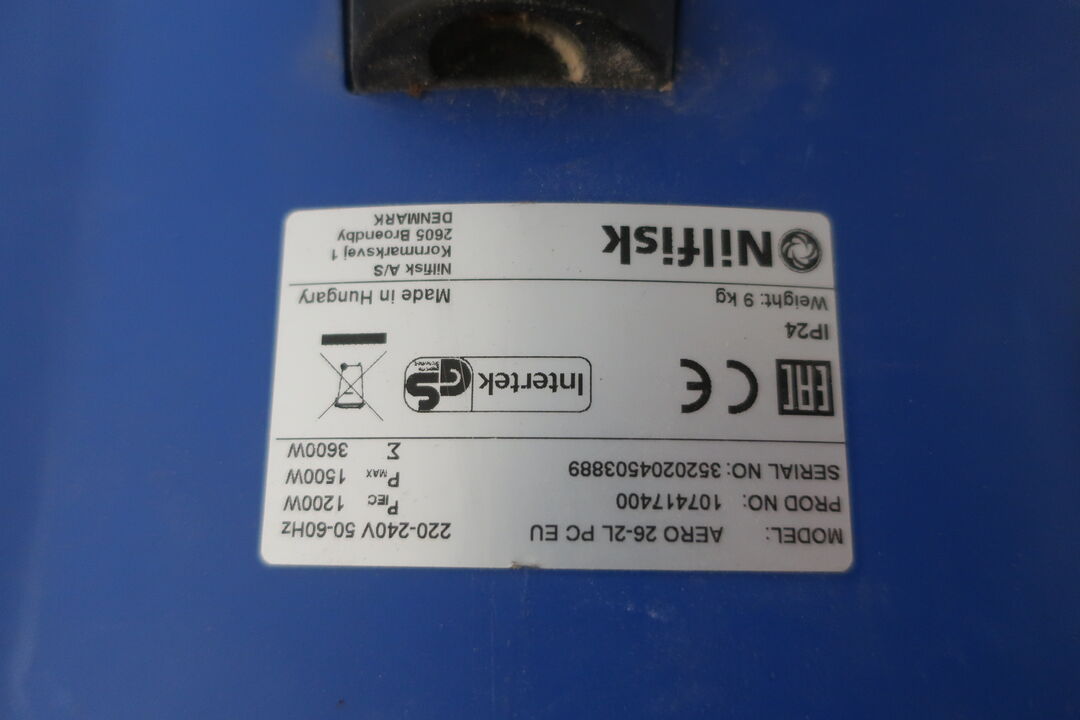 MODEL: AERO 26-2L PC EU
PROD NO: 107417400
SERIAL NO: 3520204503889
220-240V 50-60Hz
PIEC 1200W
PMAX 1500W
Σ 3600W
EAC
CE
Intertek
GS
IP24
Weight: 9 kg
Made in Hungary
Nilfisk
Nilfisk A/S
Kornmarksvej 1
2605 Broendby
DENMARK